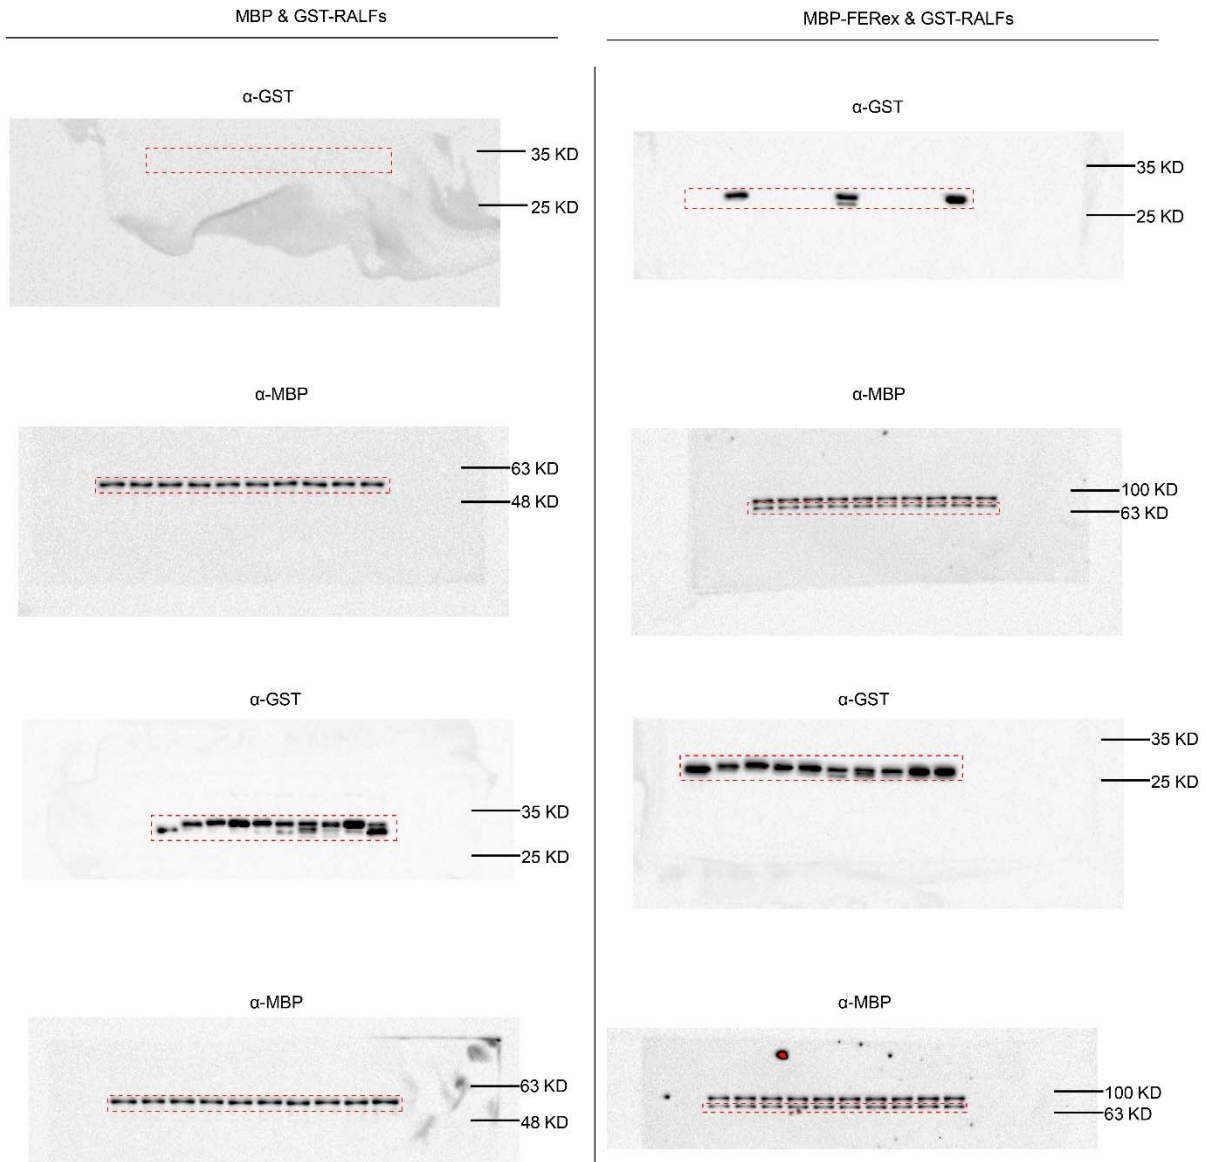 MBP & GST-RALFs
α-GST
35 KD
25 KD
α-MBP
63 KD
48 KD
α-GST
35 KD
25 KD
α-MBP
63 KD
48 KD
MBP-FERex & GST-RALFs
α-GST
35 KD
25 KD
α-MBP
100 KD
63 KD
α-GST
35 KD
25 KD
α-MBP
100 KD
63 KD